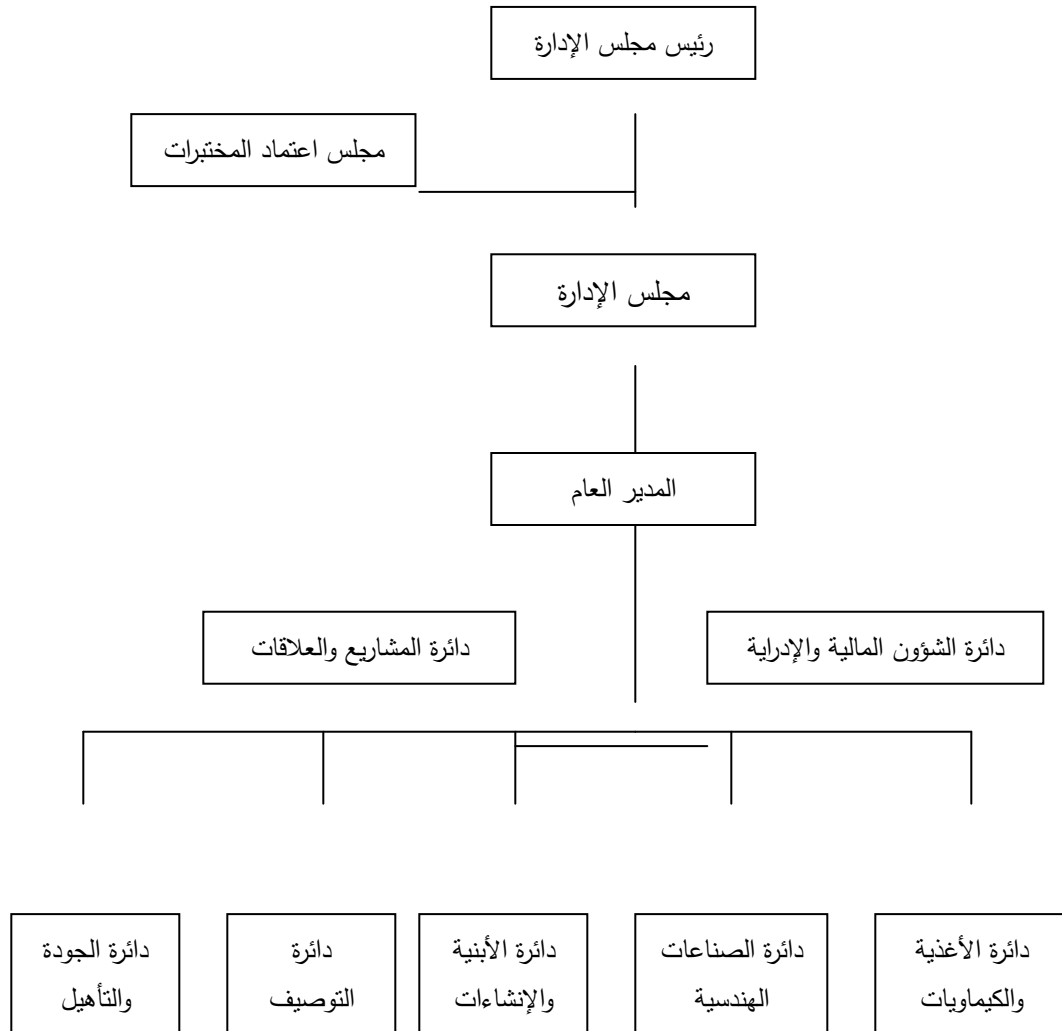 رئيس مجلس الإدارة
مجلس اعتماد المختبرات
مجلس الإدارة
المدير العام
دائرة الشؤون المالية والإدراية
دائرة المشاريع والعلاقات
دائرة الأغذية
والكيماويات
دائرة الصناعات
الهندسية
دائرة الأبنية
والإنشاءات
دائرة
التوصيف
دائرة الجودة
والتأهيل